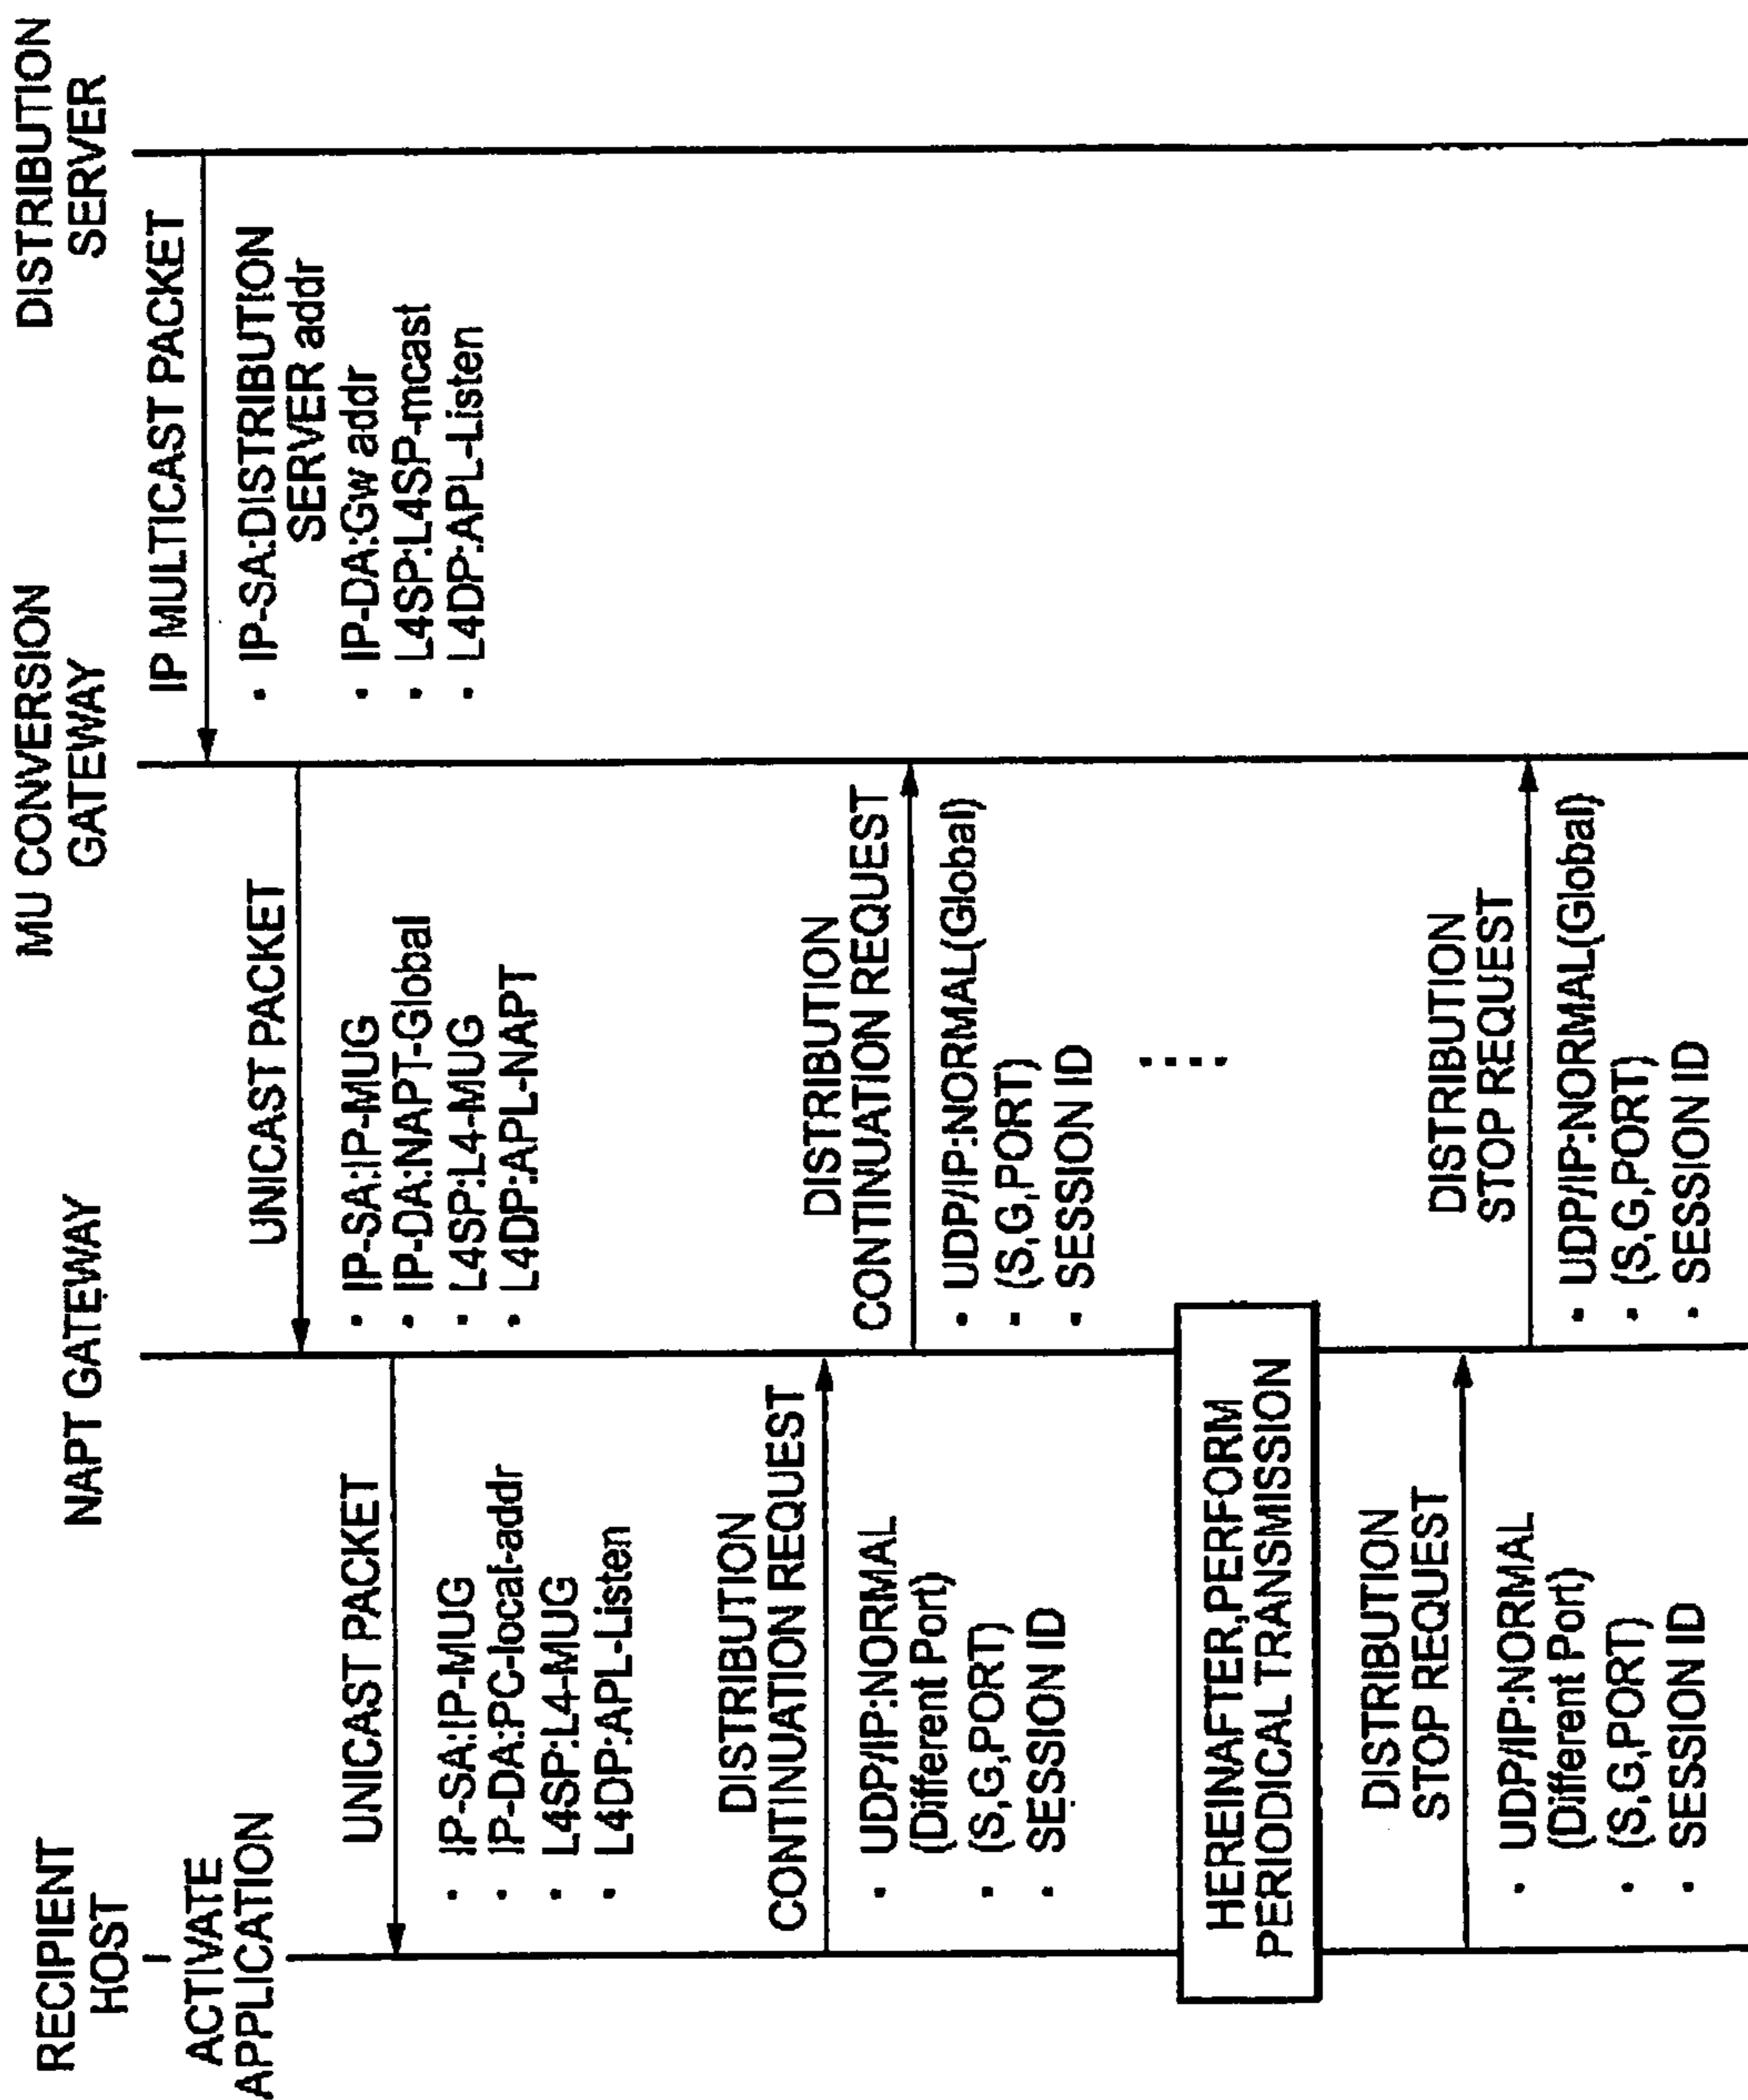 RECIPIENT
HOST
ACTIVATE
APPLICATION
NAPT GATEWAY
MU CONVERSION
GATEWAY
DISTRIBUTION
SERVER
IP MULTICAST PACKET
• IP-SA:DISTRIBUTION
SERVER addr
• IP-DA:Gw addr
• L4SP:L4SP-mcast
• L4DP:APL-Listen
UNICAST PACKET
• IP-SA:IP-MUG
• IP-DA:NAPT-Global
• L4SP:L4-MUG
• L4DP:APL-NAPT
UNICAST PACKET
• IP-SA:IP-MUG
• IP-DA:PC-local-addr
• L4SP:L4-MUG
• L4DP:APL-Listen
DISTRIBUTION
CONTINUATION REQUEST
• UDP/IP:NORMAL
(Different Port)
• (S,G,PORT)
• SESSION ID
DISTRIBUTION
CONTINUATION REQUEST
• UDP/IP:NORMAL(Global)
• (S,G,PORT)
• SESSION ID
....
HEREINAFTER,PERFORM
PERIODICAL TRANSMISSION
DISTRIBUTION
STOP REQUEST
• UDP/IP:NORMAL
(Different Port)
• (S,G,PORT)
• SESSION ID
DISTRIBUTION
STOP REQUEST
• UDP/IP:NORMAL(Global)
• (S,G,PORT)
• SESSION ID